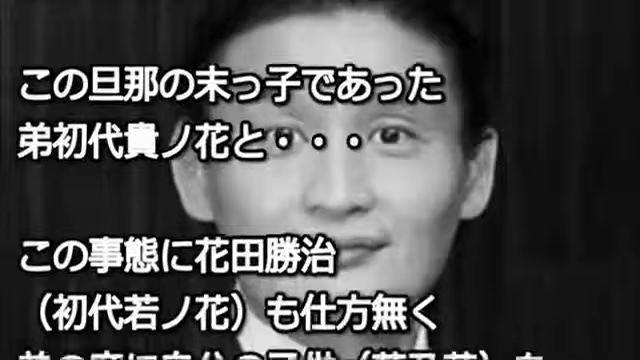 この旦那の末っ子であった
弟初代貴ノ花と・・・
この事態に花田勝治
（初代若ノ花）も仕方無く